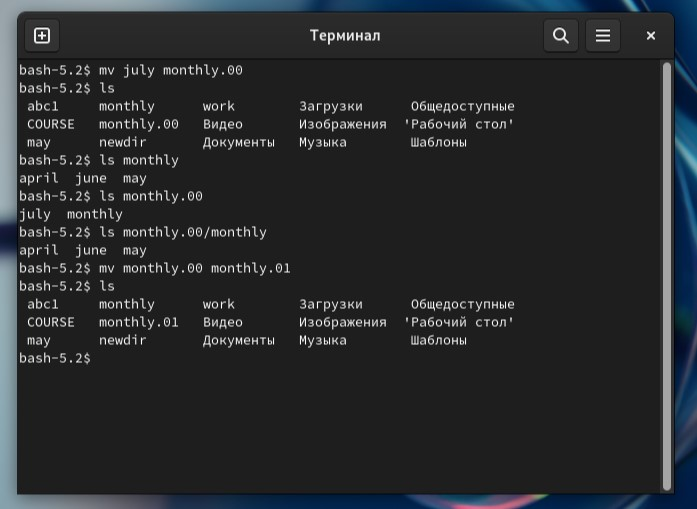 Терминал
bash-5.2$ mv july monthly.00
bash-5.2$ ls
 abc1     monthly      work        Загрузки      Общедоступные
 COURSE   monthly.00   Видео       Изображения  'Рабочий стол'
 may      newdir       Документы   Музыка        Шаблоны
bash-5.2$ ls monthly
april  june  may
bash-5.2$ ls monthly.00
july  monthly
bash-5.2$ ls monthly.00/monthly
april  june  may
bash-5.2$ mv monthly.00 monthly.01
bash-5.2$ ls
 abc1     monthly      work        Загрузки      Общедоступные
 COURSE   monthly.01   Видео       Изображения  'Рабочий стол'
 may      newdir       Документы   Музыка        Шаблоны
bash-5.2$